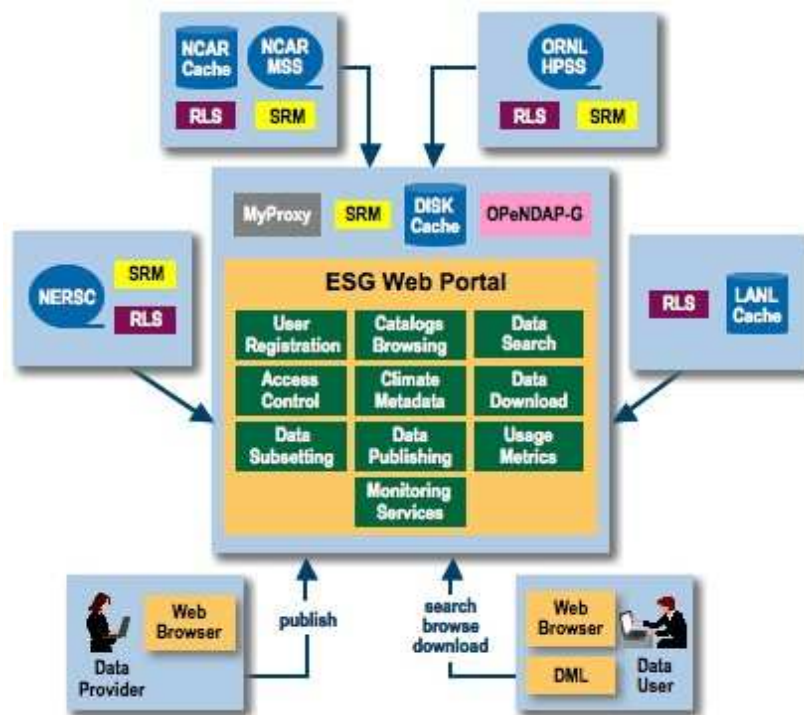 NCAR
Cache
NCAR
MSS
RLS
SRM
ORNL
HPSS
RLS
SRM
MyProxy
SRM
DISK
Cache
OPeNDAP-G
NERSC
SRM
RLS
RLS
LANL
Cache
ESG Web Portal
User
Registration
Catalogs
Browsing
Data
Search
Access
Control
Climate
Metadata
Data
Download
Data
Subsetting
Data
Publishing
Usage
Metrics
Monitoring
Services
Web
Browser
Data
Provider
publish
search
browse
download
Web
Browser
DML
Data
User